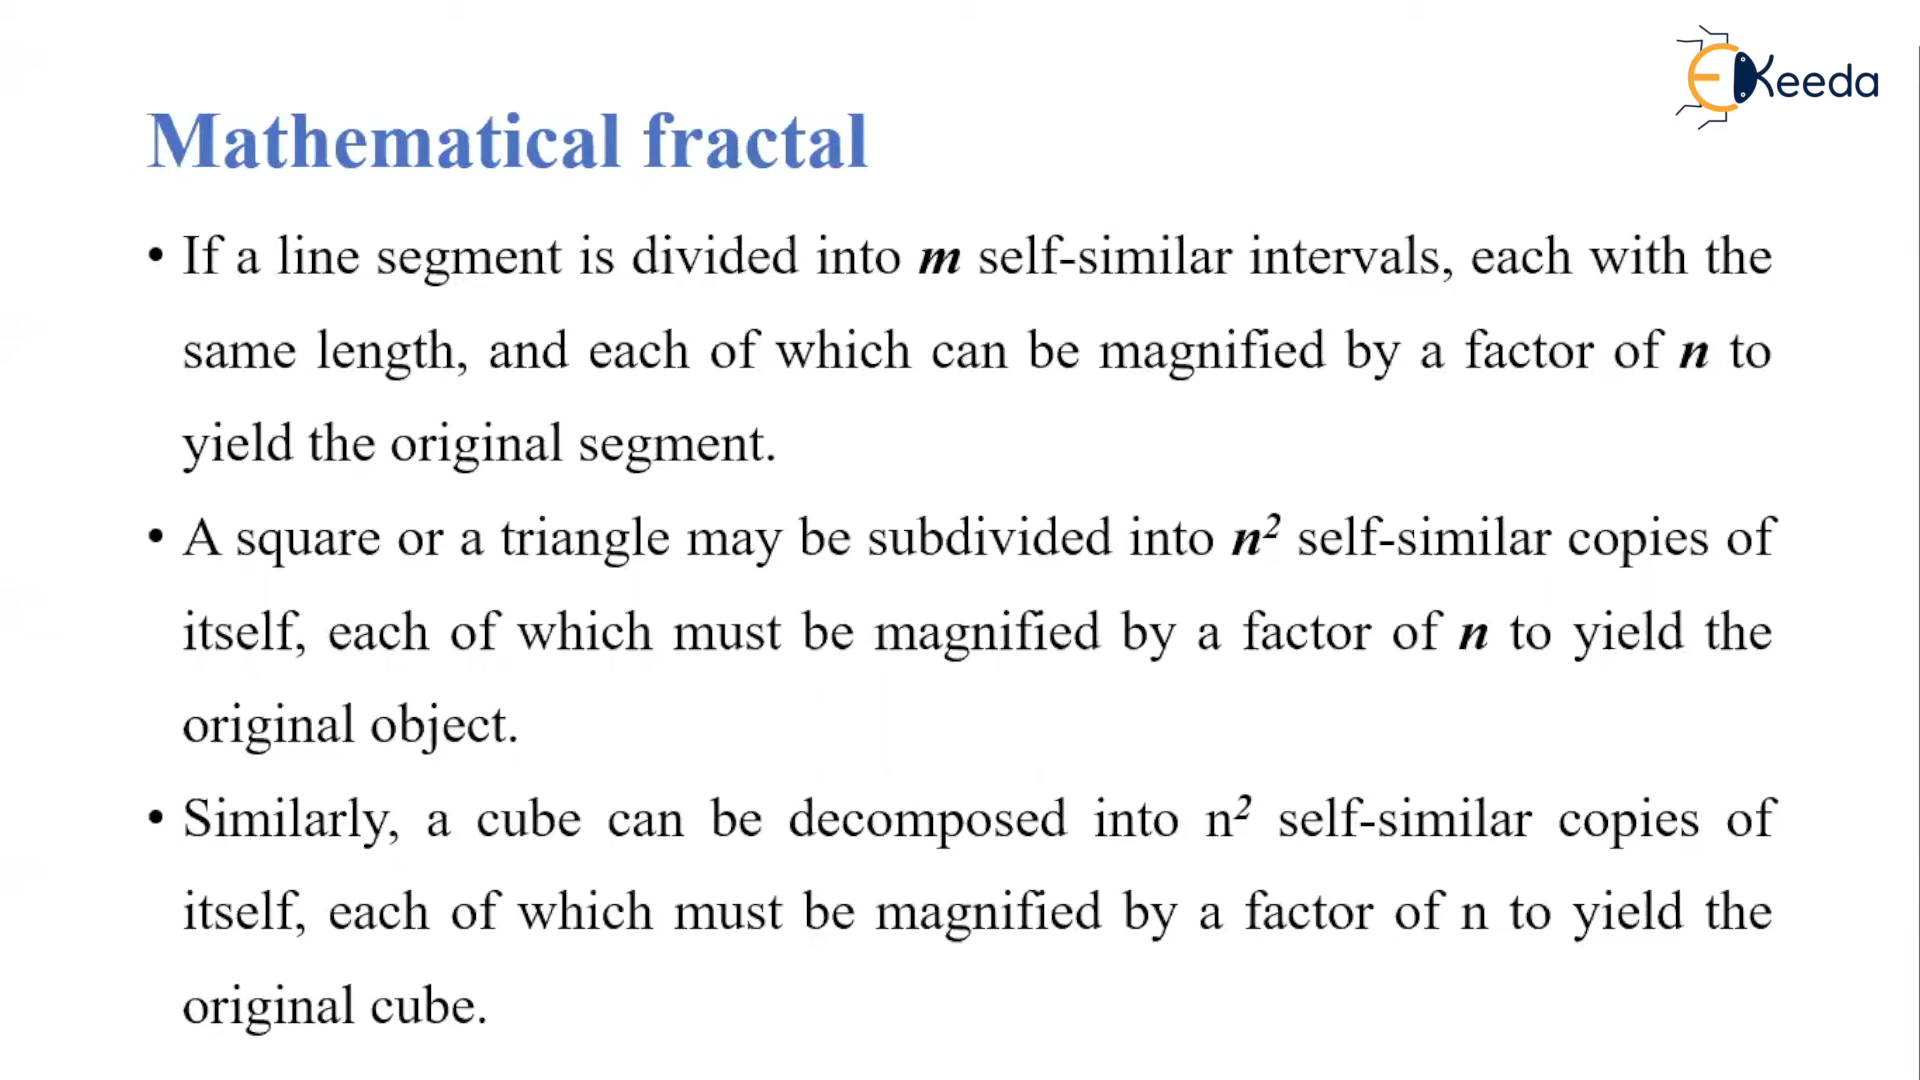 EKeeda
Mathematical fractal
• If a line segment is divided into m self-similar intervals, each with the
same length, and each of which can be magnified by a factor of n to
yield the original segment.
• A square or a triangle may be subdivided into n² self-similar copies of
itself, each of which must be magnified by a factor of n to yield the
original object.
• Similarly, a cube can be decomposed into n² self-similar copies of
itself, each of which must be magnified by a factor of n to yield the
original cube.